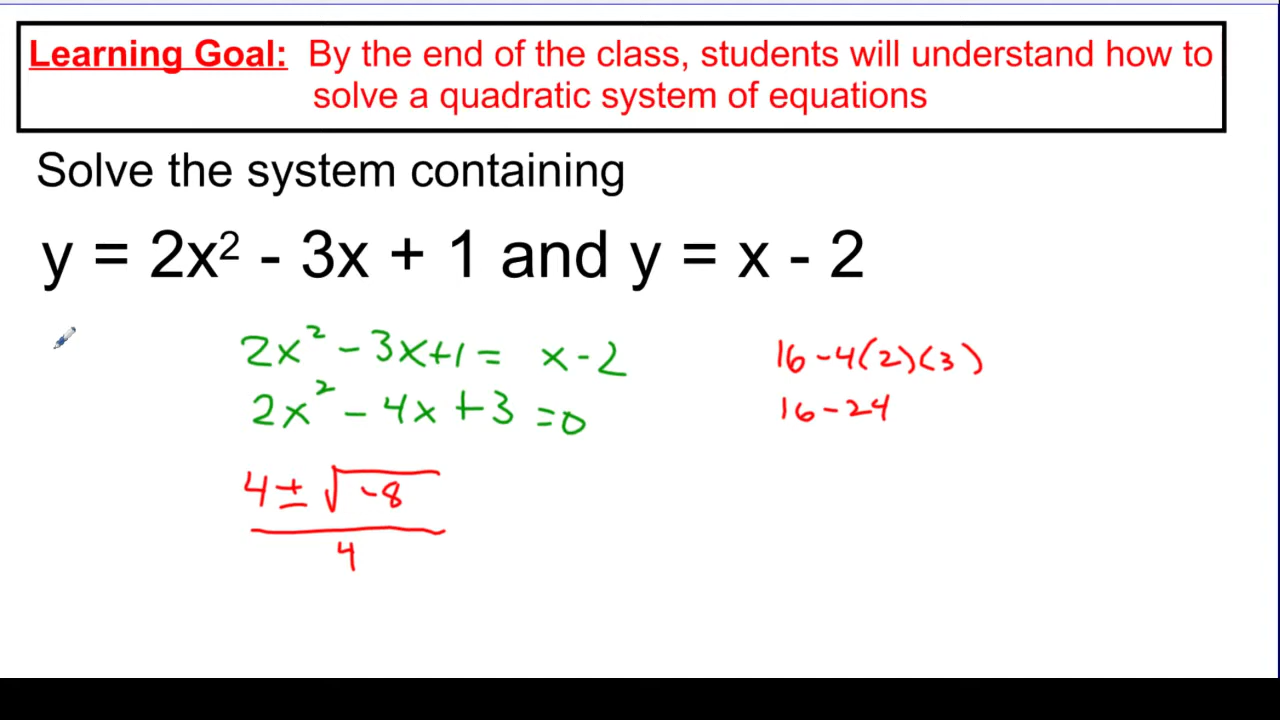 Learning Goal: By the end of the class, students will understand how to
solve a quadratic system of equations
Solve the system containing
y = 2x² - 3x + 1 and y = x - 2
2x² - 3x+1 = x - 2
2x² - 4x + 3 = 0
4 ± √-8
4
16 - 4(2)(3)
16 - 24